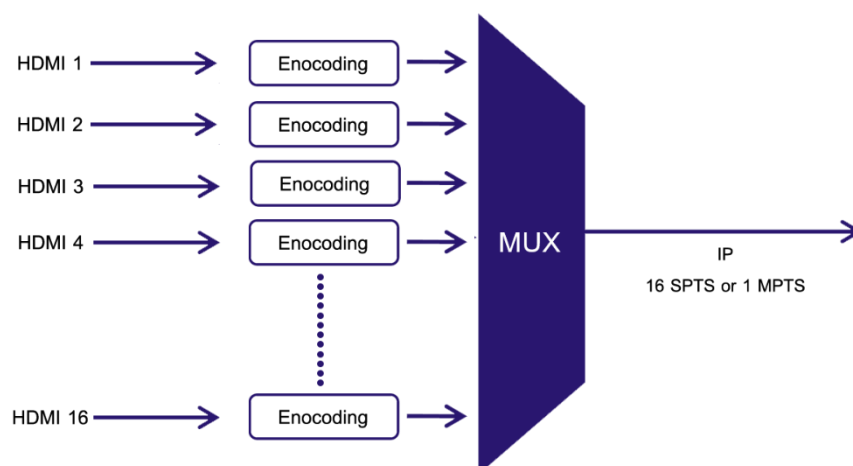 HDMI 1
Enocoding
HDMI 2
Enocoding
HDMI 3
Enocoding
HDMI 4
Enocoding
HDMI 16
Enocoding
MUX
IP
16 SPTS or 1 MPTS